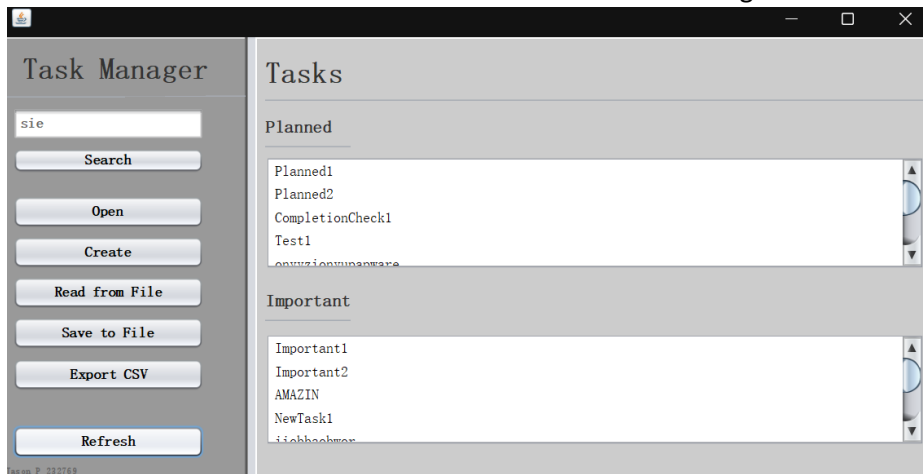 Task Manager
sie
Search
Open
Create
Read from File
Save to File
Export CSV
Refresh
Tasks
Planned
Planned1
Planned2
CompletionCheck1
Test1
Important
Important1
Important2
AMAZIN
NewTask1